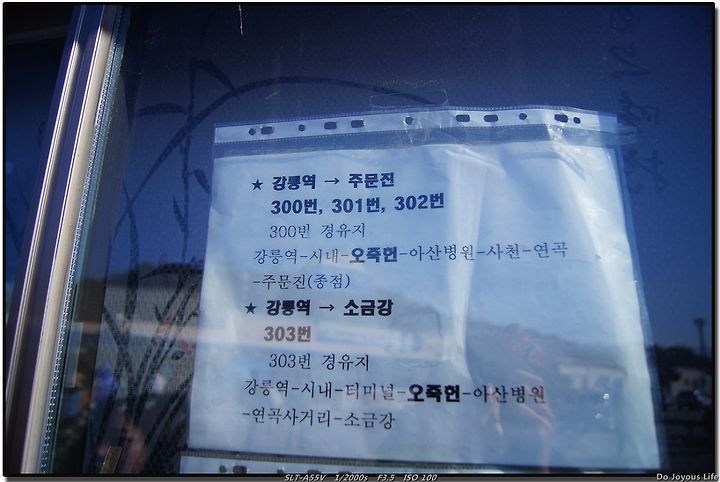 ★ 강릉역 → 주문진
300번, 301번, 302번
300번 경유지
강릉역-시내-오죽헌-아산병원-사천-연곡
-주문진(종점)
★ 강릉역 → 소금강
303번
303번 경유지
강릉역-시내-터미널-오죽헌-아산병원
-연곡사거리-소금강
SLT-A55V 1/2000s F3.5 ISO 100
Do Joyous Life